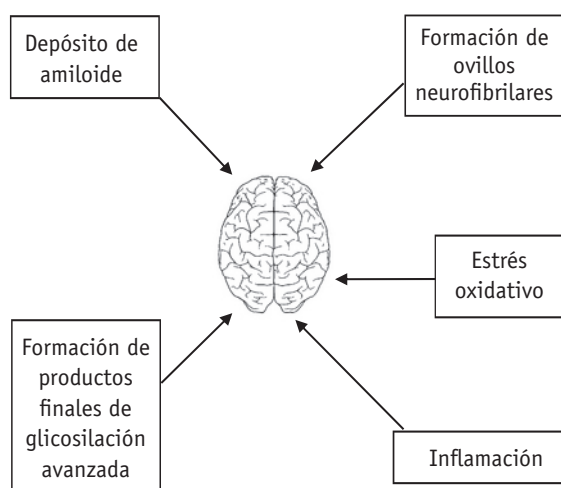 Depósito de
amiloide
Formación de
ovillos
neurofibrilares
Estrés
oxidativo
Formación de
productos
finales de
glicosilación
avanzada
Inflamación